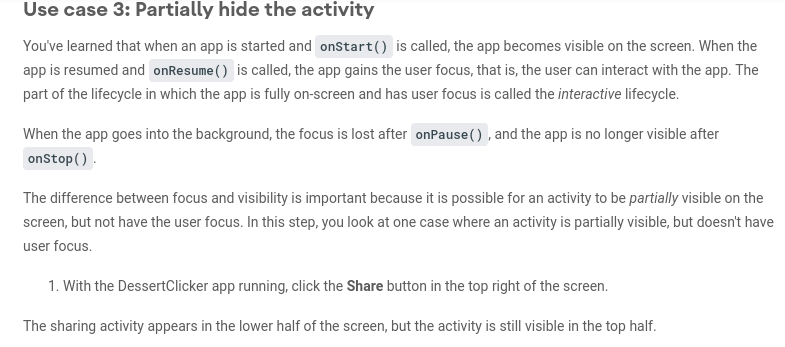 Use case 3: Partially hide the activity
You've learned that when an app is started and onStart() is called, the app becomes visible on the screen. When the
app is resumed and onResume() is called, the app gains the user focus, that is, the user can interact with the app. The
part of the lifecycle in which the app is fully on-screen and has user focus is called the interactive lifecycle.
When the app goes into the background, the focus is lost after onPause(), and the app is no longer visible after
onStop().
The difference between focus and visibility is important because it is possible for an activity to be partially visible on the
screen, but not have the user focus. In this step, you look at one case where an activity is partially visible, but doesn't have
user focus.
1. With the DessertClicker app running, click the Share button in the top right of the screen.
The sharing activity appears in the lower half of the screen, but the activity is still visible in the top half.